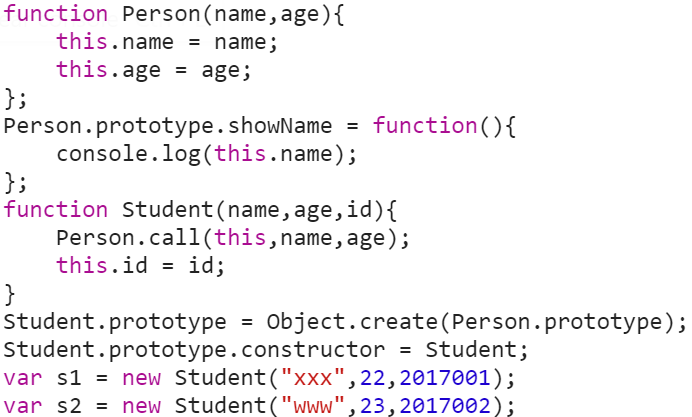 function Person(name,age){
    this.name = name;
    this.age = age;
};
Person.prototype.showName = function(){
    console.log(this.name);
};
function Student(name,age,id){
    Person.call(this,name,age);
    this.id = id;
}
Student.prototype = Object.create(Person.prototype);
Student.prototype.constructor = Student;
var s1 = new Student("xxx",22,2017001);
var s2 = new Student("www",23,2017002);